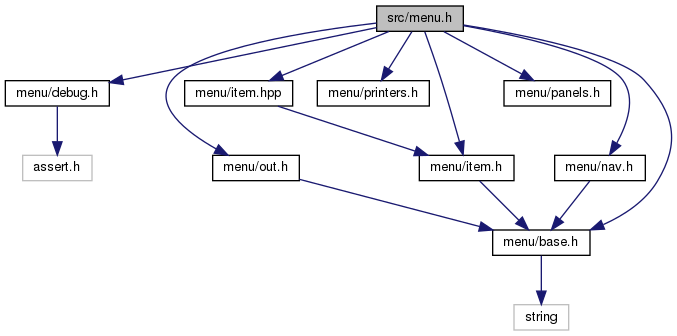 src/menu.h
menu/debug.h
menu/item.hpp
menu/printers.h
menu/panels.h
assert.h
menu/out.h
menu/item.h
menu/nav.h
menu/base.h
string